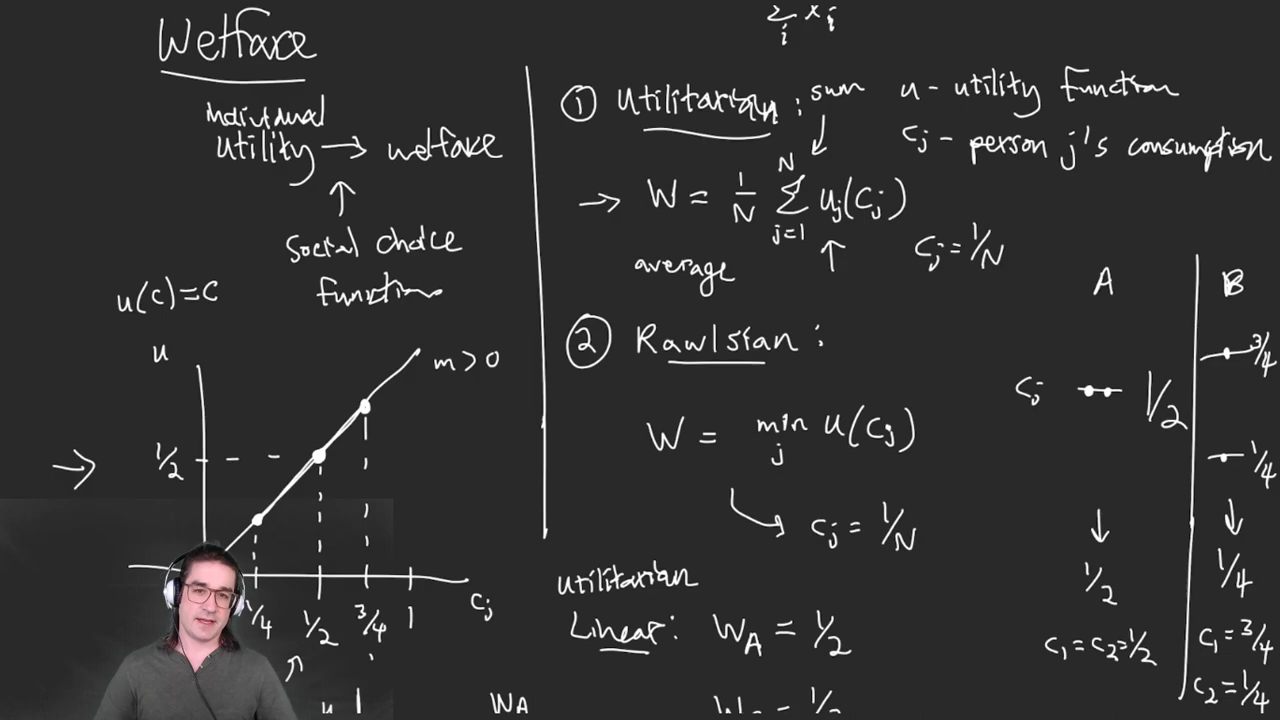 Welfare
individual
utility → welfare
↑
social choice
function
u(c)=c
u
m>0
1/2
1/4
1/2
3/4
1
cj
u
WA
Σ xi
i
① Utilitarian : sum
u - utility function
cj - person j's consumption
→ W = 1/N Σ uj(cj)
N
j=1
average
cj = 1/N
② Rawlsian :
W = min u(cj)
j
cj = 1/N
utilitarian
Linear: WA = 1/2
A
B
cj
1/2
3/4
1/4
↓
↓
1/2
1/4
c1 = c2 = 1/2
c1 = 3/4
c2 = 1/4